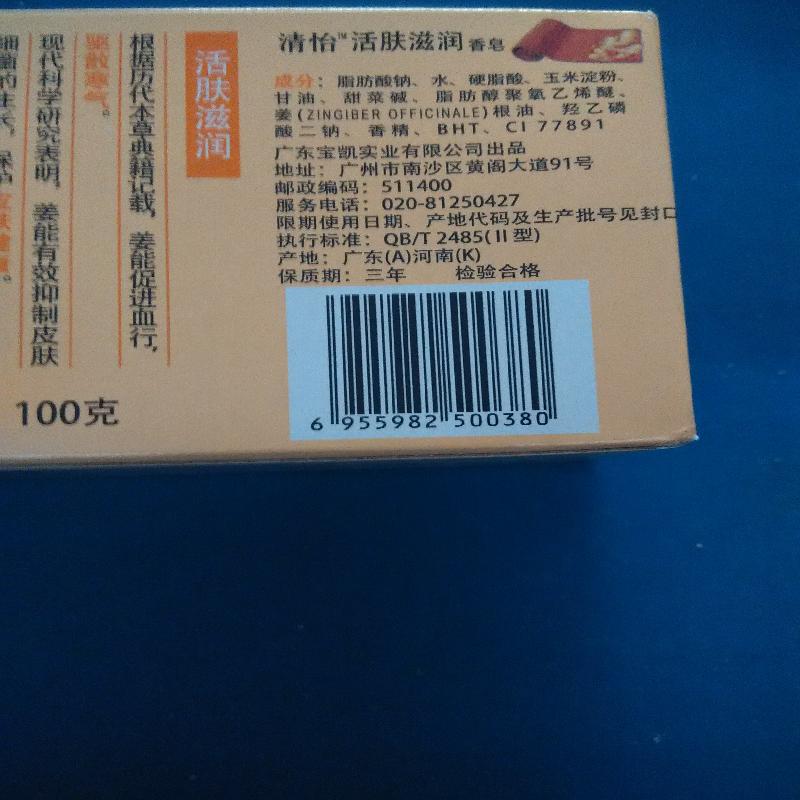 清怡™活肤滋润香皂
成分：脂肪酸钠、水、硬脂酸、玉米淀粉、
甘油、甜菜碱、脂肪醇聚氧乙烯醚、
姜(ZINGIBER OFFICINALE)根油、羟乙磷
酸二钠、香精、BHT、CI 77891
广东宝凯实业有限公司出品
地址：广州市南沙区黄阁大道91号
邮政编码：511400
服务电话：020-81250427
限期使用日期、产地代码及生产批号见封口
执行标准：QB/T 2485(II型)
产地：广东(A)河南(K)
保质期：三年 检验合格
6 955982 500380
活肤滋润
根据历代本草典籍记载，姜能促进血行，
驱散寒气。
现代科学研究表明，姜能有效抑制皮肤
细菌的生长，保护
100克